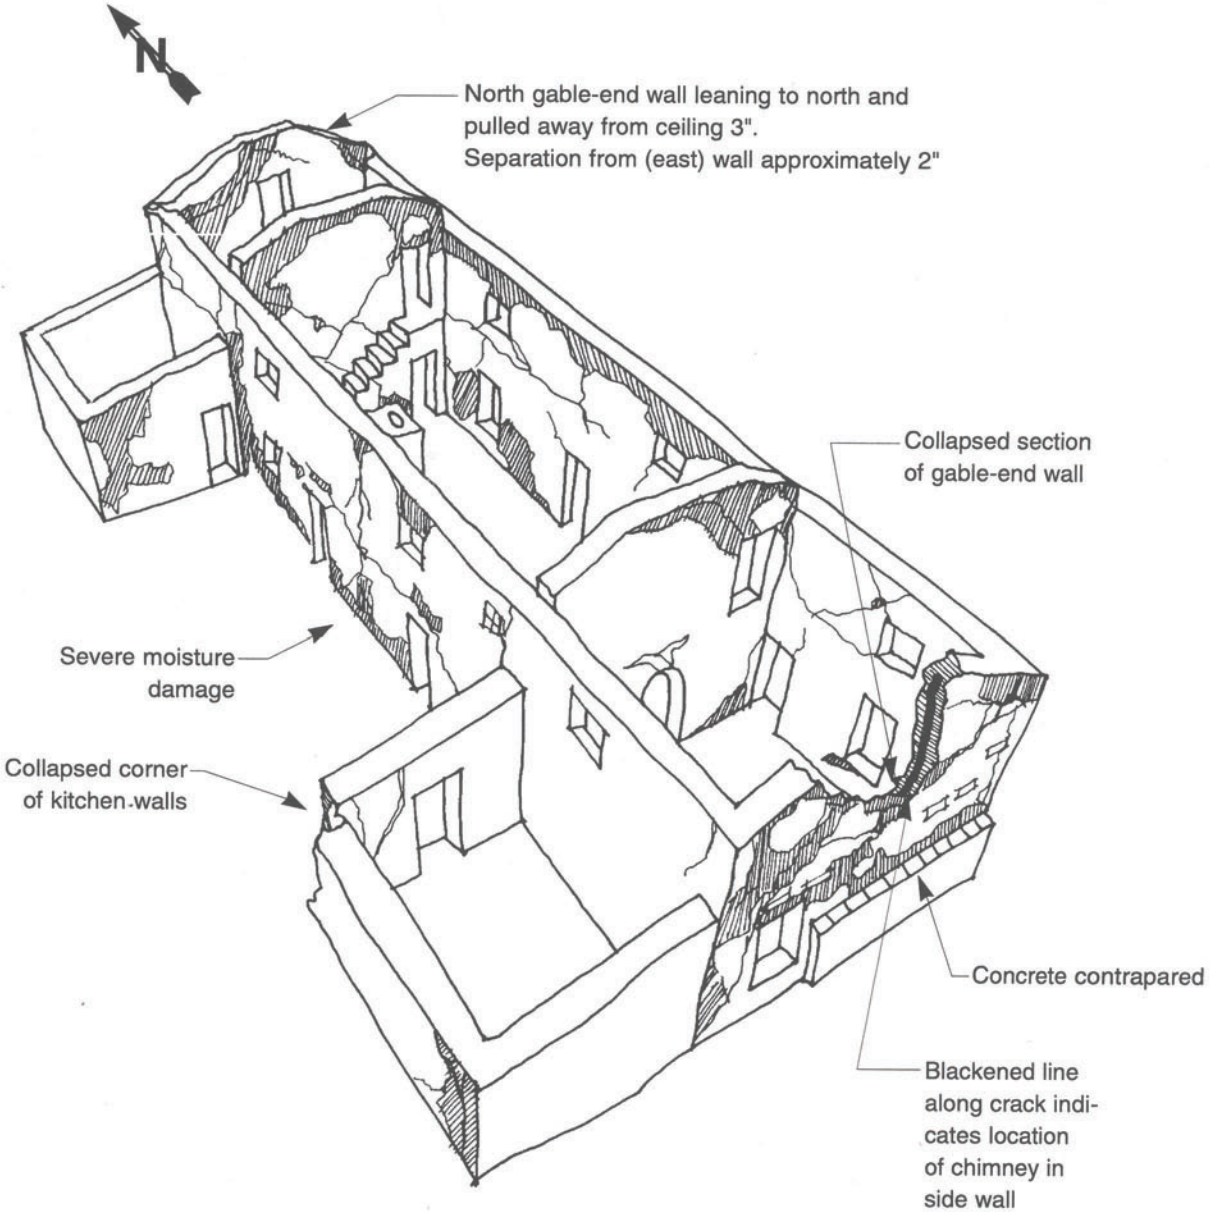 N
North gable-end wall leaning to north and
pulled away from ceiling 3".
Separation from (east) wall approximately 2"
Collapsed section
of gable-end wall
Severe moisture
damage
Collapsed corner
of kitchen walls
Concrete contrapared
Blackened line
along crack indi-
cates location
of chimney in
side wall